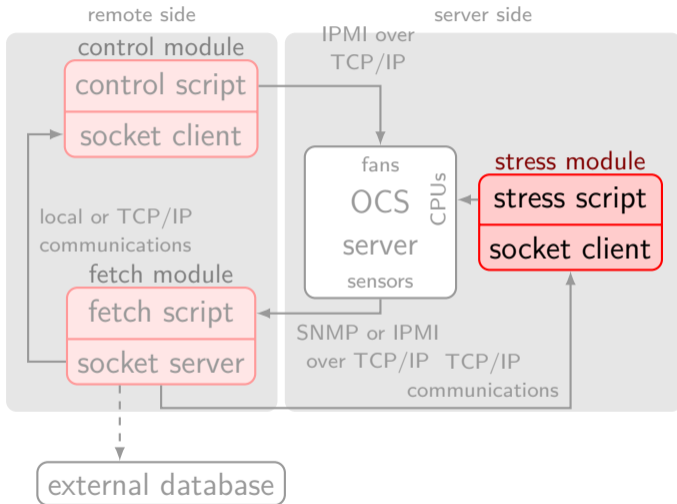 remote side
server side
control module
control script
socket client
IPMI over
TCP/IP
fans
OCS
server
CPUs
sensors
stress module
stress script
socket client
local or TCP/IP
communications
fetch module
fetch script
socket server
SNMP or IPMI
over TCP/IP
TCP/IP
communications
external database